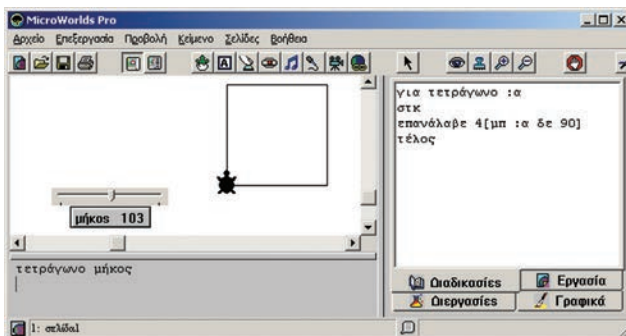 MicroWorlds Pro
Αρχείο Επεξεργασία Προβολή Κείμενο Σελίδες Βοήθεια
για τετράγωνο :α
στκ
επανάλαβε 4[μπ :α δε 90]
τέλος
μήκος 103
τετράγωνο μήκος
Διαδικασίες Εργασία
Διεργασίες Γραφικά
1: σελίδα1